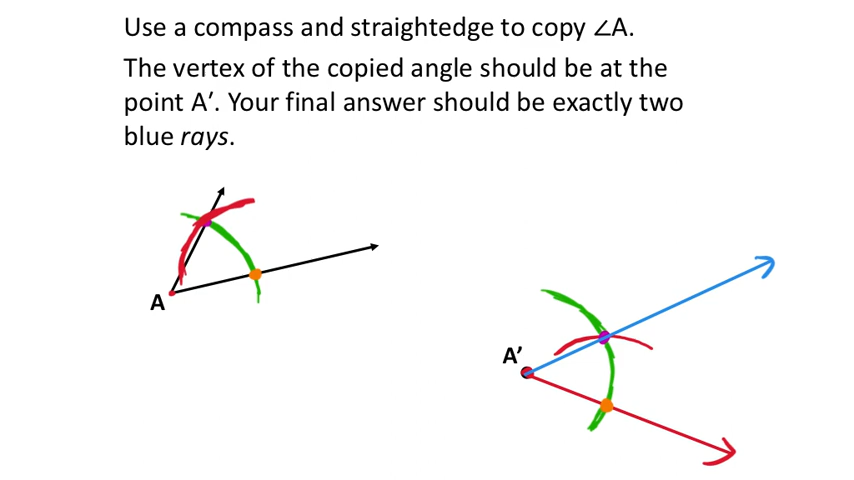 Use a compass and straightedge to copy ∠A.
The vertex of the copied angle should be at the
point A′. Your final answer should be exactly two
blue rays.
A
A′